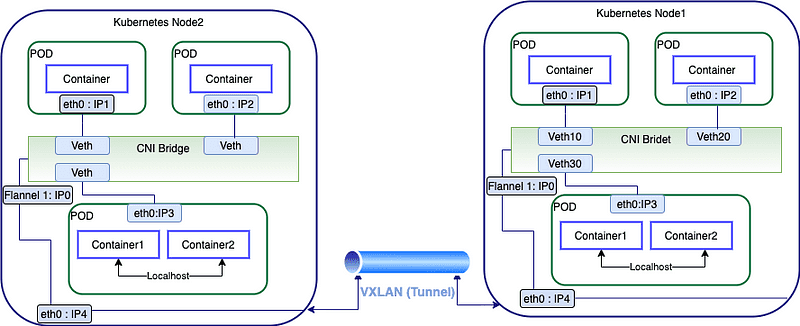 Kubernetes Node2
POD
Container
eth0 : IP1
POD
Container
eth0 : IP2
Veth
CNI Bridge
Veth
Veth
Flannel 1: IP0
eth0:IP3
POD
Container1
Container2
Localhost
eth0 : IP4
VXLAN (Tunnel)
Kubernetes Node1
POD
Container
eth0 : IP1
POD
Container
eth0 : IP2
Veth10
CNI Bridet
Veth20
Veth30
Flannel 1: IP0
eth0:IP3
POD
Container1
Container2
Localhost
eth0 : IP4